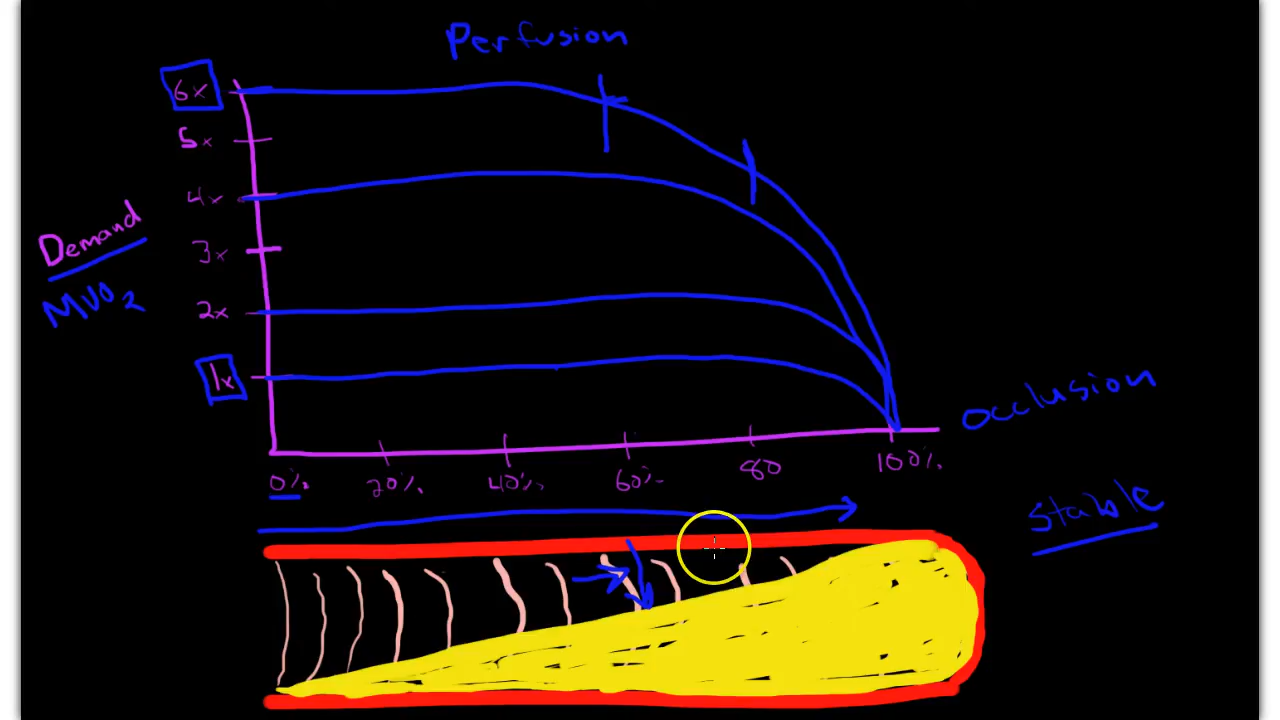 Perfusion
6x
5x
4x
Demand
3x
MVO2
2x
1x
Occlusion
0% 20% 40% 60% 80 100%
Stable